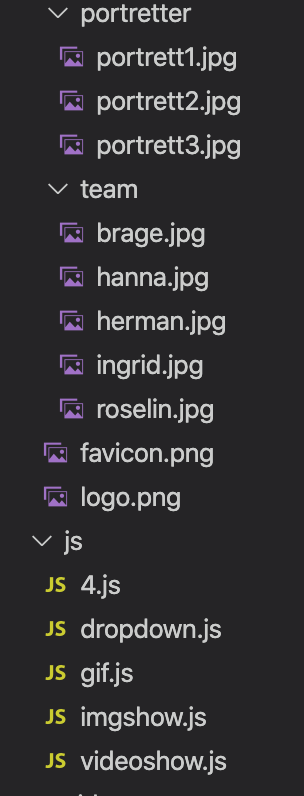 portretter
portrett1.jpg
portrett2.jpg
portrett3.jpg
team
brage.jpg
hanna.jpg
herman.jpg
ingrid.jpg
roselin.jpg
favicon.png
logo.png
js
JS 4.js
JS dropdown.js
JS gif.js
JS imgshow.js
JS videoshow.js